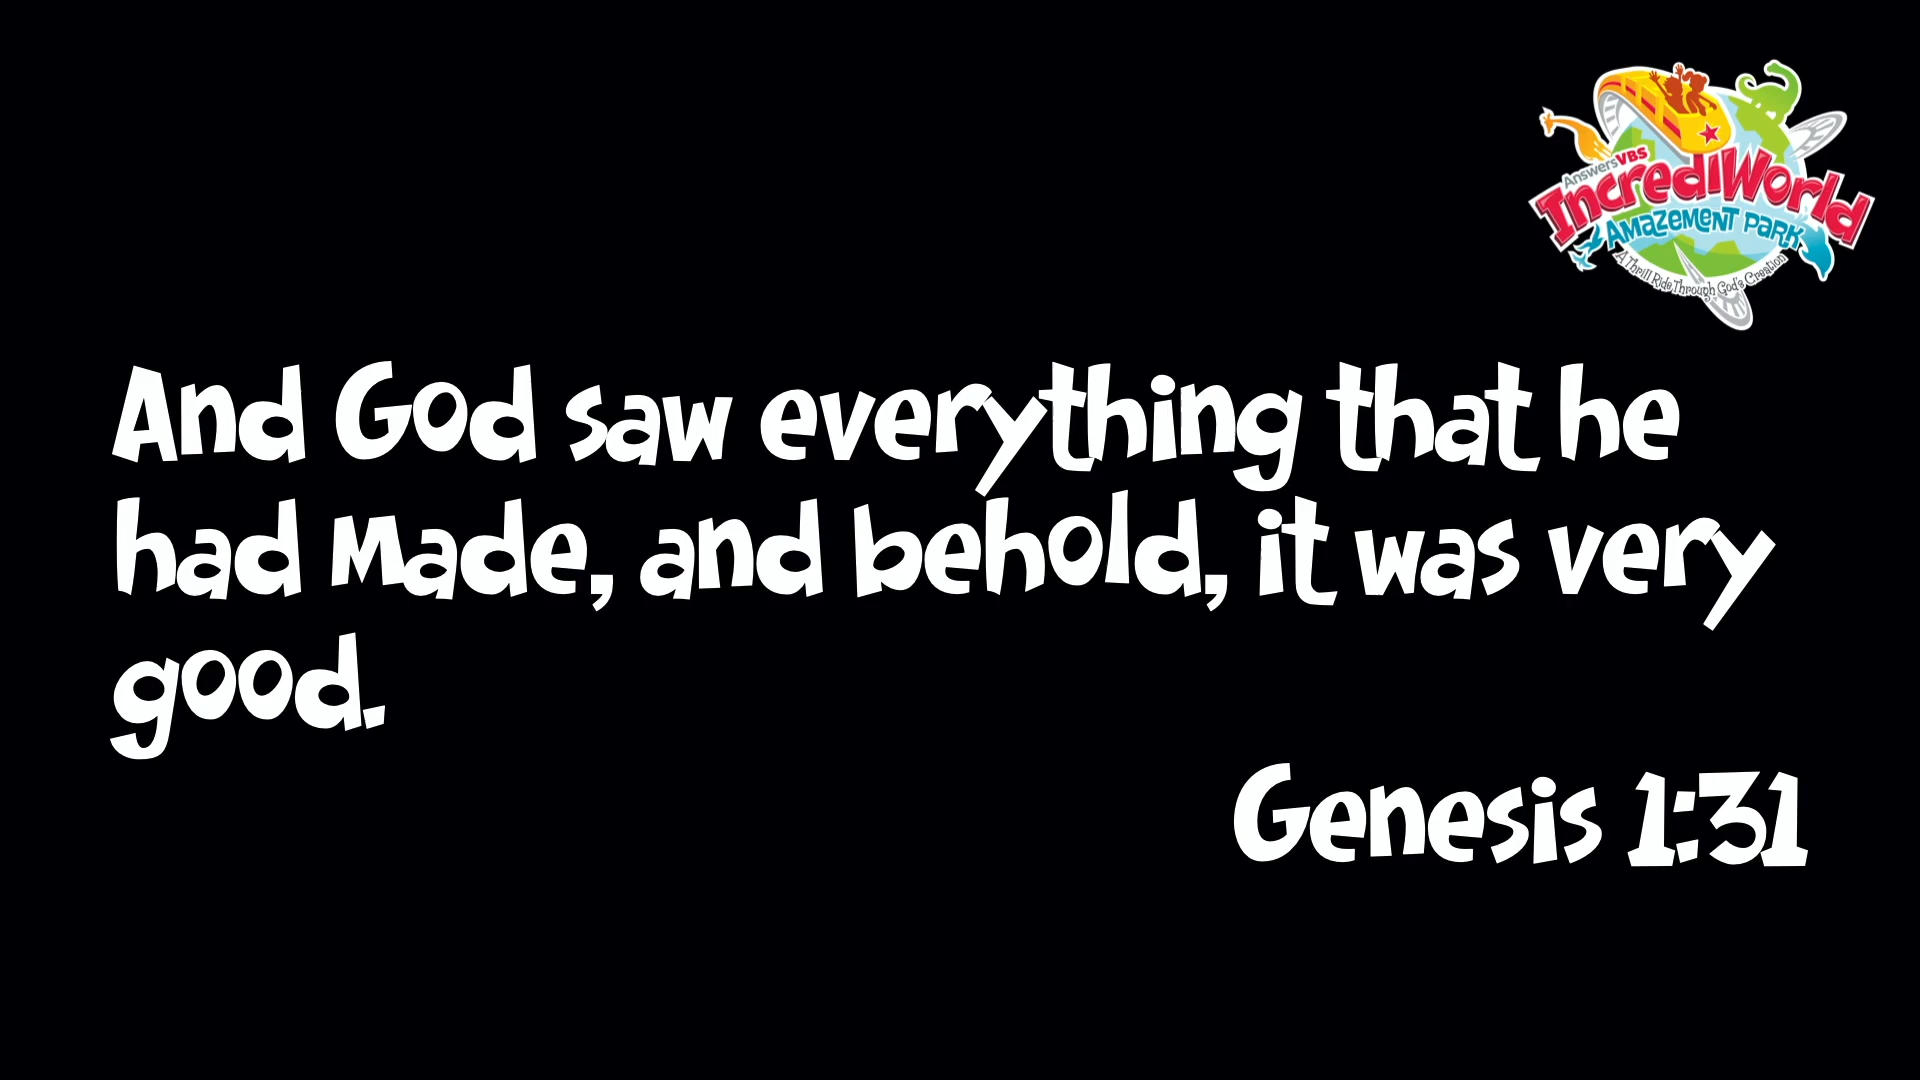 AnswersVBS
IncrediWorld
Amazement Park
A Thrill Ride Through God's Creation
And God saw everything that he
had made, and behold, it was very
good.
Genesis 1:31